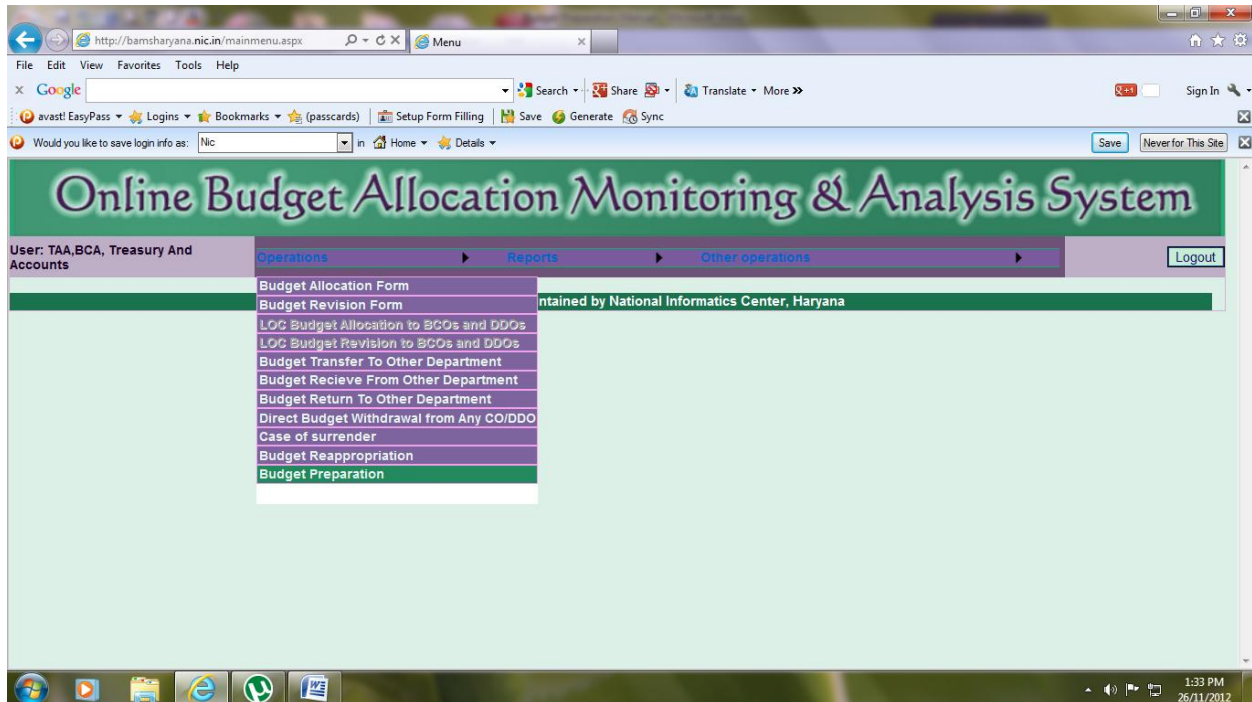 http://bamsharyana.nic.in/mainmenu.aspx
Menu
File Edit View Favorites Tools Help
x Google Search Share Translate More » Sign In
avast! EasyPass Logins Bookmarks (passcards) Setup Form Filling Save Generate Sync
Would you like to save login info as: Nic in Home Details Save Never for This Site
Online Budget Allocation Monitoring & Analysis System
User: TAA,BCA, Treasury And Accounts
Operations Reports Other operations Logout
Budget Allocation Form
Budget Revision Form
ntained by National Informatics Center, Haryana
LOC Budget Allocation to BCOs and DDOs
LOC Budget Revision to BCOs and DDOs
Budget Transfer To Other Department
Budget Recieve From Other Department
Budget Return To Other Department
Direct Budget Withdrawal from Any CO/DDO
Case of surrender
Budget Reappropriation
Budget Preparation
1:33 PM
26/11/2012